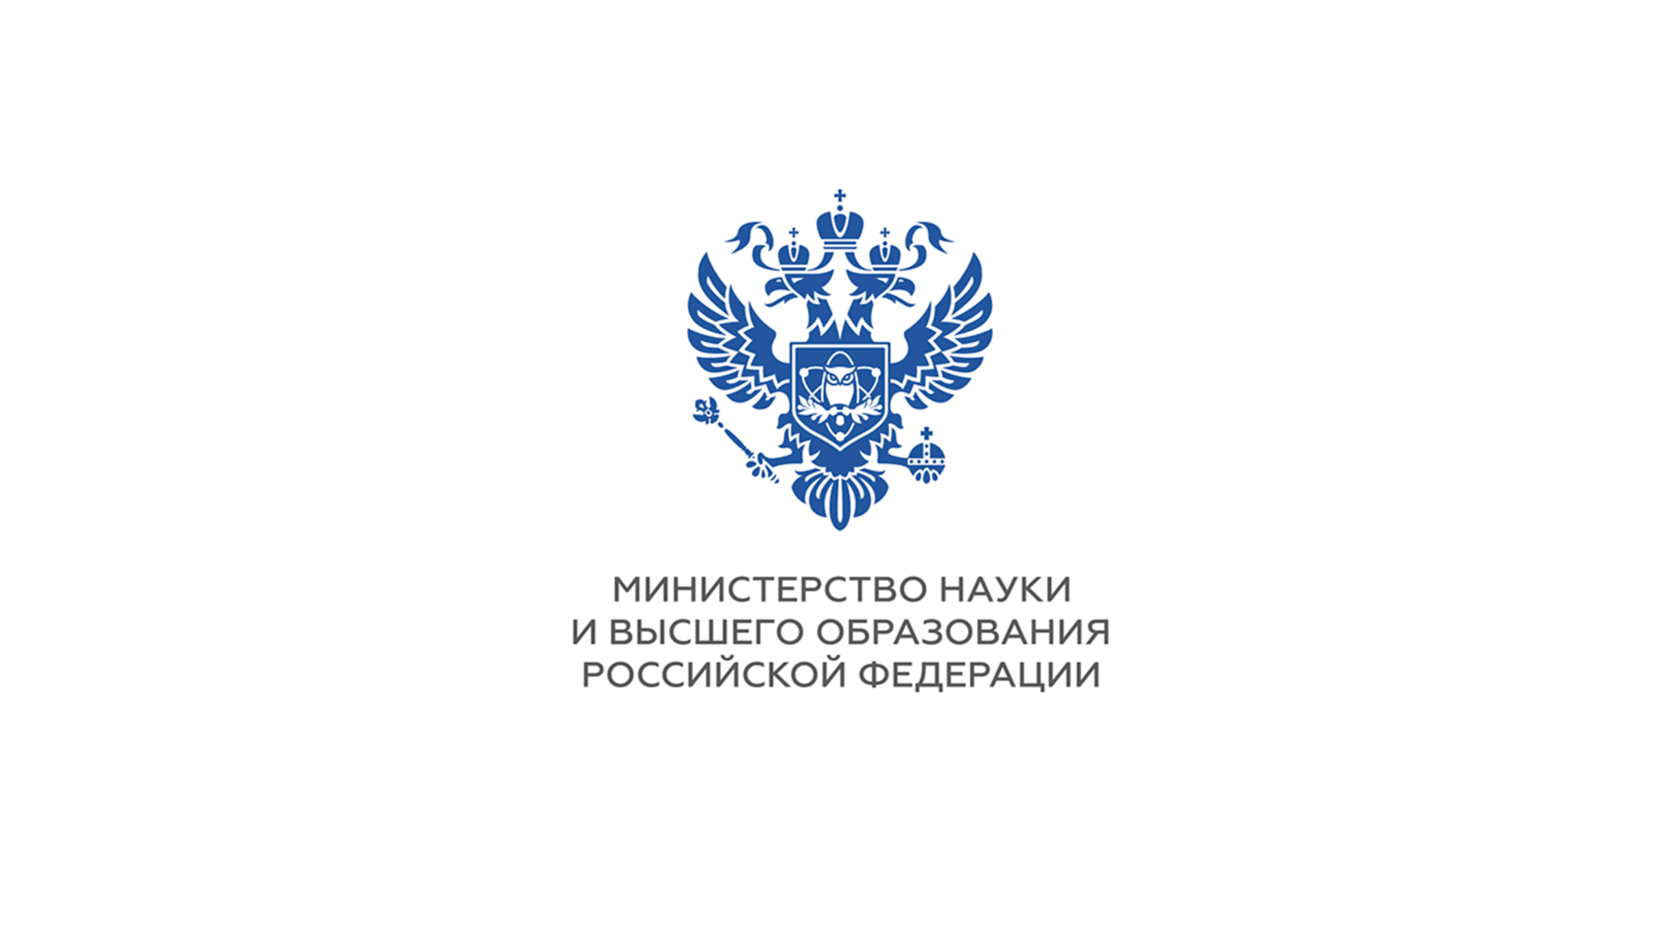 МИНИСТЕРСТВО НАУКИ
И ВЫСШЕГО ОБРАЗОВАНИЯ
РОССИЙСКОЙ ФЕДЕРАЦИИ